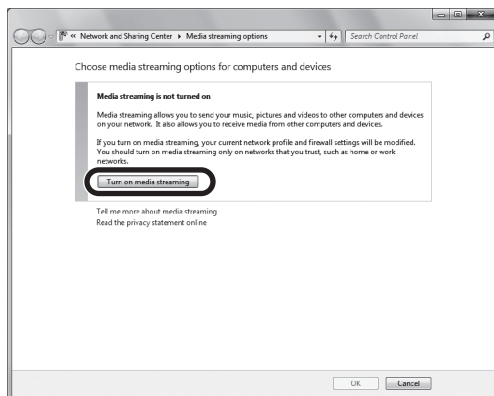 « Network and Sharing Center ▸ Media streaming options
Search Control Panel
Choose media streaming options for computers and devices
Media streaming is not turned on
Media streaming allows you to send your music, pictures and videos to other computers and devices
on your network. It also allows you to receive media from other computers and devices.
If you turn on media streaming, your current network profile and firewall settings will be modified.
You should turn on media streaming only on networks that you trust, such as home or work
networks.
Turn on media streaming
Tell me more about media streaming
Read the privacy statement online
OK
Cancel